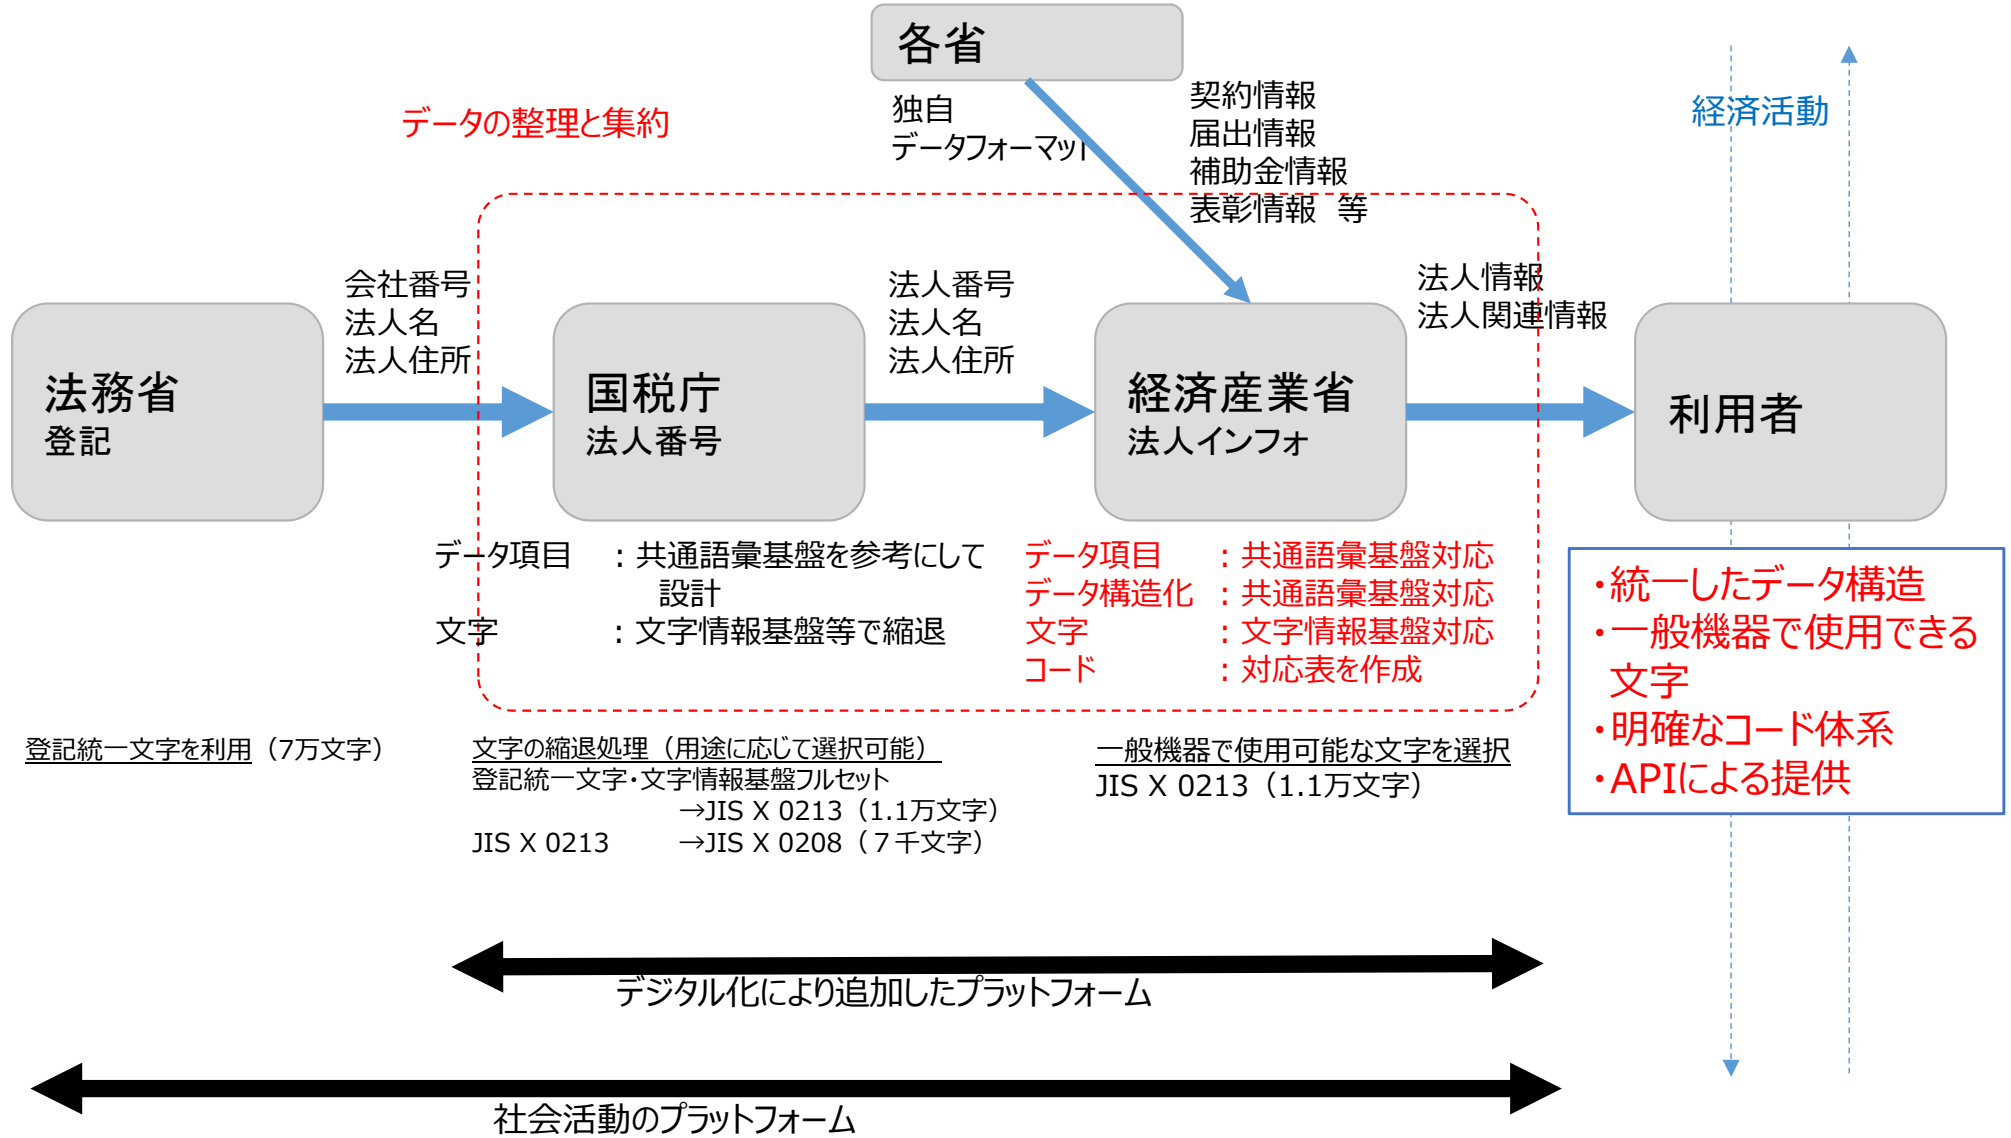 各省
独自
データフォーマット
契約情報
届出情報
補助金情報
表彰情報　等
データの整理と集約
経済活動
会社番号
法人名
法人住所
法人番号
法人名
法人住所
法人情報
法人関連情報
法務省
登記
国税庁
法人番号
経済産業省
法人インフォ
利用者
データ項目　：共通語彙基盤を参考にして
設計
文字　：文字情報基盤等で縮退
データ項目　：共通語彙基盤対応
データ構造化　：共通語彙基盤対応
文字　：文字情報基盤対応
コード　：対応表を作成
・統一したデータ構造
・一般機器で使用できる
文字
・明確なコード体系
・APIによる提供
登記統一文字を利用（7万文字）
文字の縮退処理（用途に応じて選択可能）
登記統一文字・文字情報基盤フルセット
→JIS X 0213（1.1万文字）
JIS X 0213　→JIS X 0208（７千文字）
一般機器で使用可能な文字を選択
JIS X 0213（1.1万文字）
デジタル化により追加したプラットフォーム
社会活動のプラットフォーム